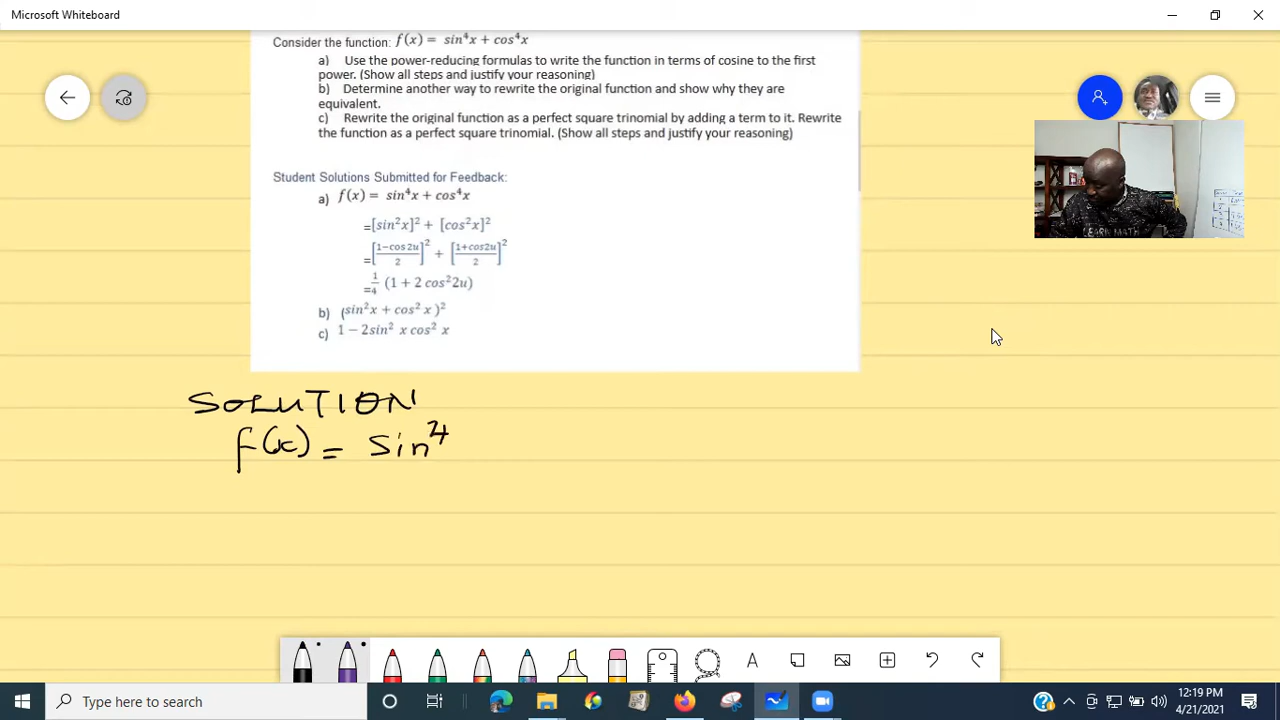 Microsoft Whiteboard
Consider the function: f(x) = sin⁴x + cos⁴x
a) Use the power-reducing formulas to write the function in terms of cosine to the first
power. (Show all steps and justify your reasoning)
b) Determine another way to rewrite the original function and show why they are
equivalent.
c) Rewrite the original function as a perfect square trinomial by adding a term to it. Rewrite
the function as a perfect square trinomial. (Show all steps and justify your reasoning)
Student Solutions Submitted for Feedback:
a) f(x) = sin⁴x + cos⁴x
=[sin²x]² + [cos²x]²
=[(1−cos 2u)/2]² + [(1+cos2u)/2]²
=1/4 (1 + 2 cos²2u)
b) (sin²x + cos² x )²
c) 1 − 2sin² x cos² x
SOLUTION
f(x) = Sin⁴
LEARN MATH
A
Type here to search
12:19 PM
4/21/2021